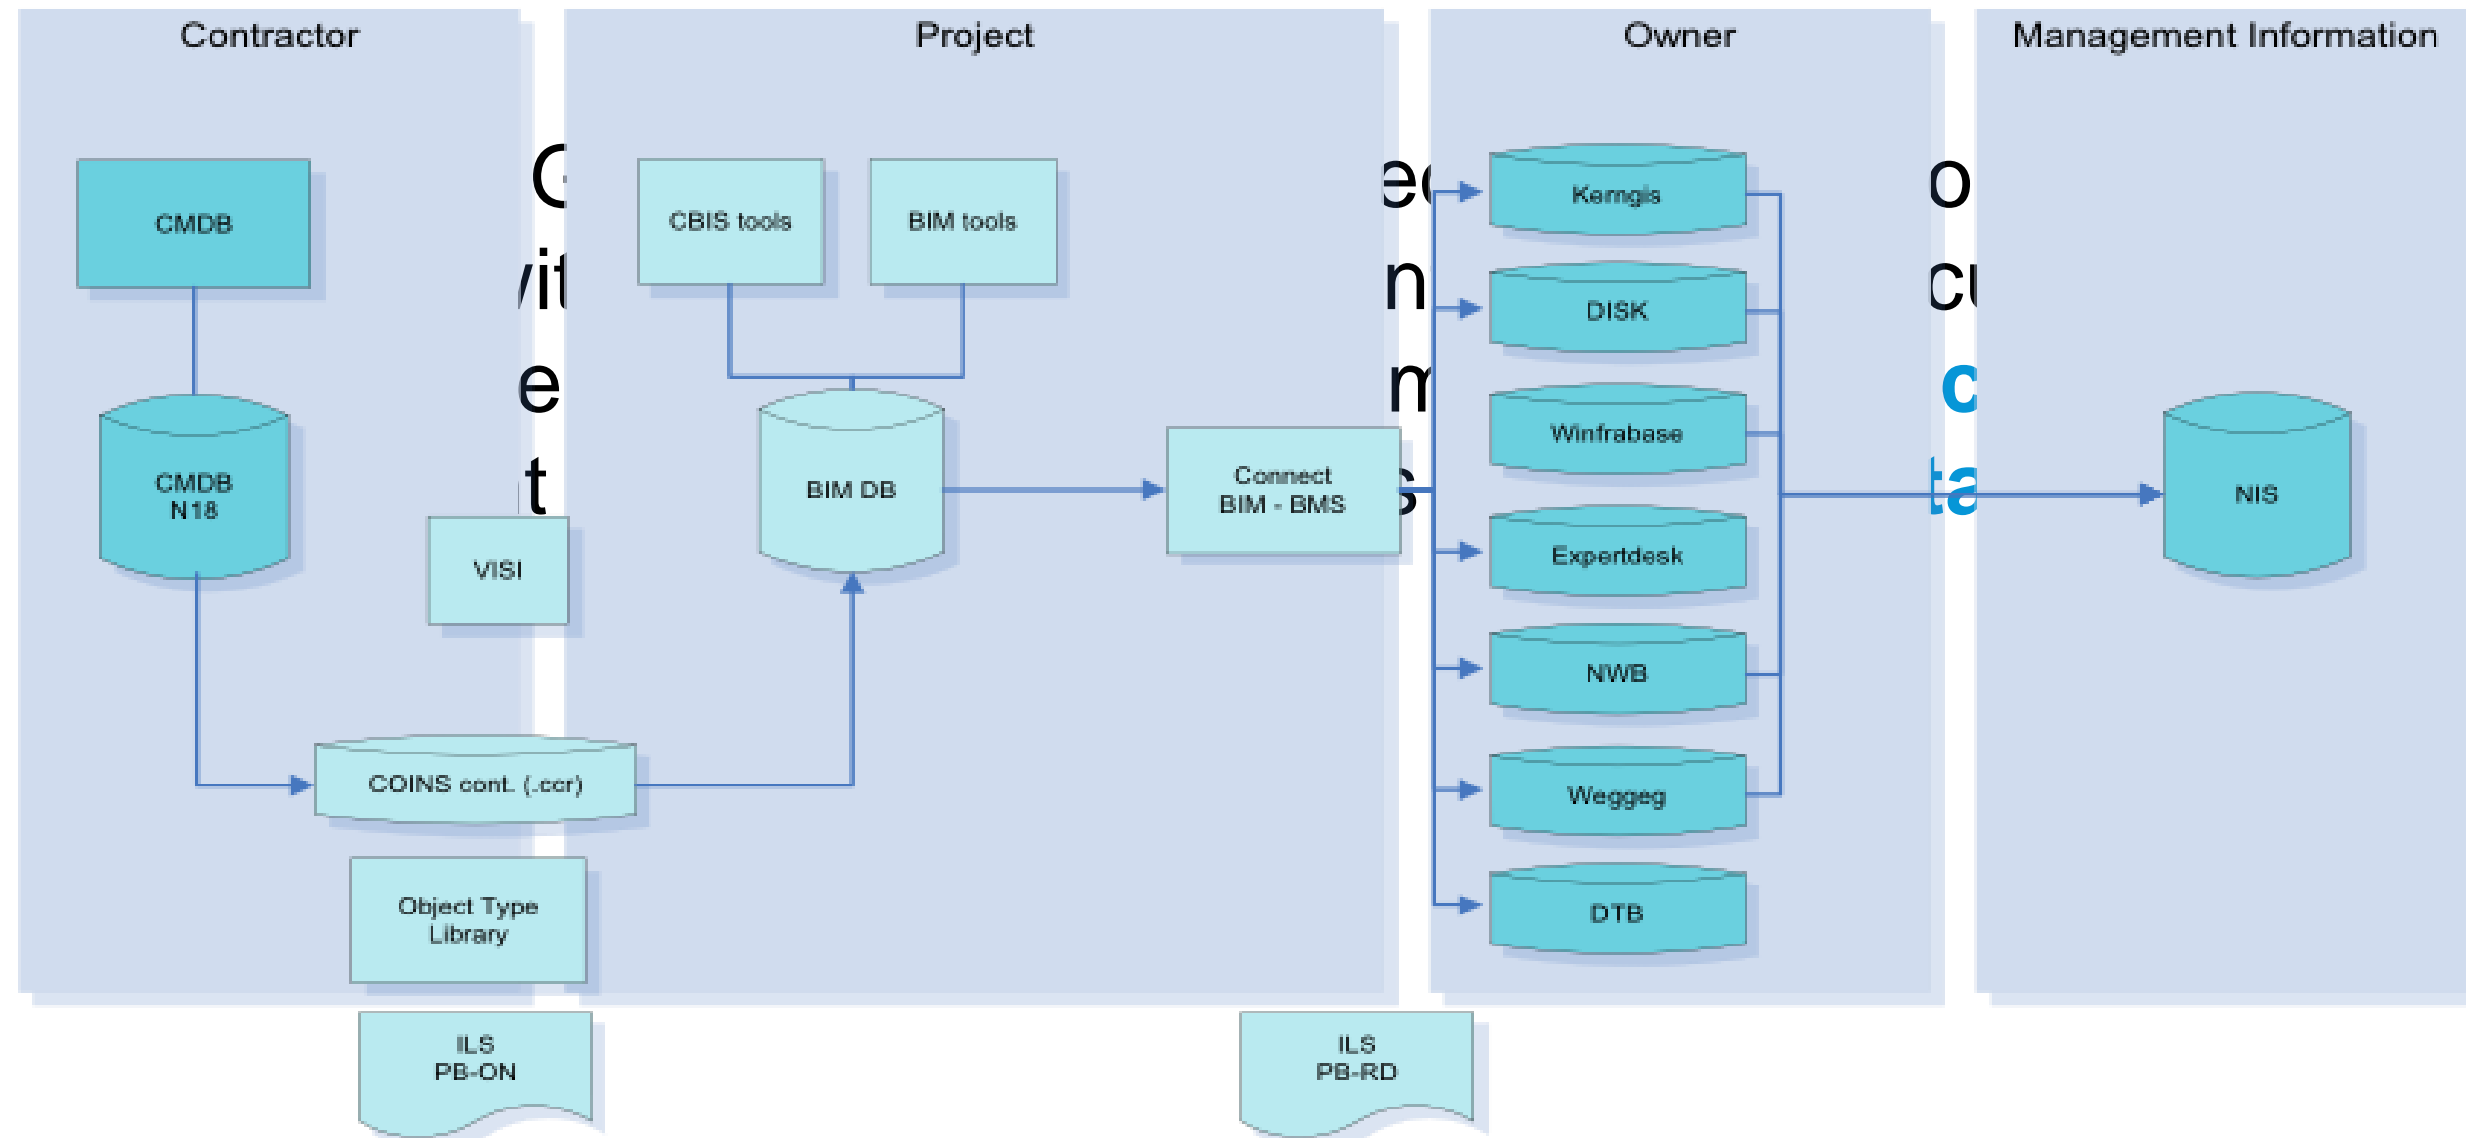 Contractor
Project
Owner
Management Information
CMDB
CBIS tools
BIM tools
Kerngis
DISK
Winfrabase
CMDB
N18
BIM DB
Connect
BIM - BMS
NIS
VISI
Expertdesk
NWB
COINS cont. (.ccr)
Weggeg
Object Type
Library
DTB
ILS
PB-ON
ILS
PB-RD